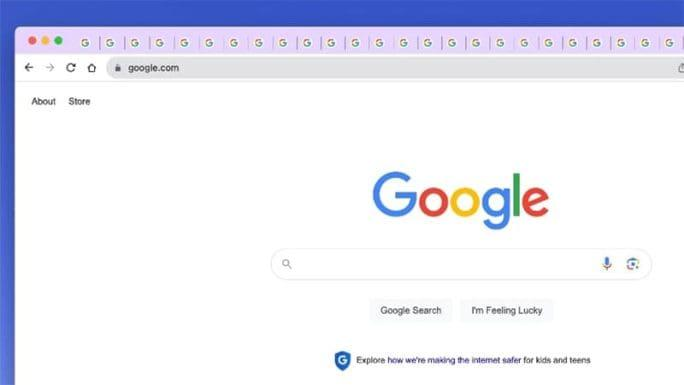 google.com
About Store
Google
Google Search I'm Feeling Lucky
Explore how we're making the internet safer for kids and teens